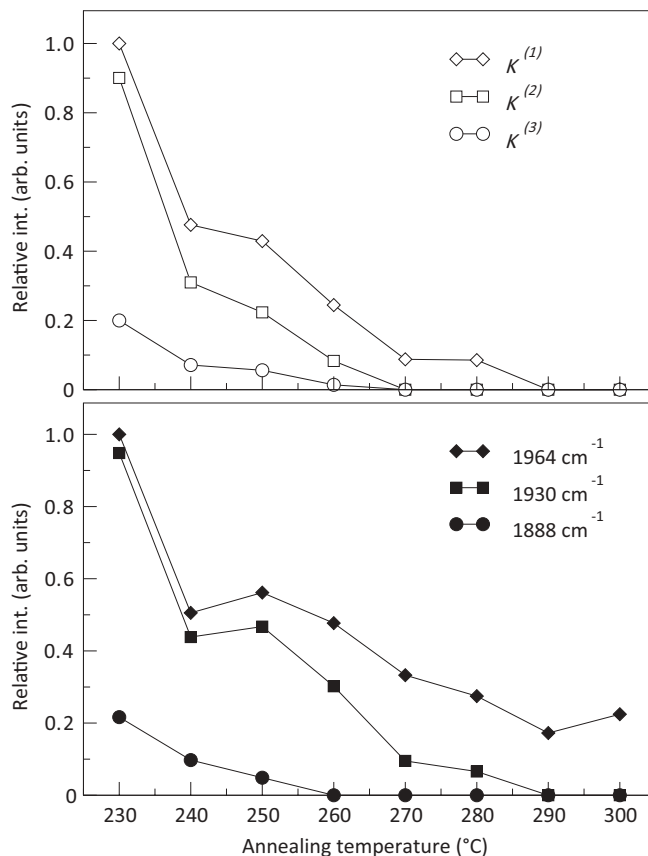 1.0
0.8
0.6
0.4
0.2
0
Relative int. (arb. units)
K (1)
K (2)
K (3)
1.0
0.8
0.6
0.4
0.2
0
Relative int. (arb. units)
1964 cm -1
1930 cm -1
1888 cm -1
230 240 250 260 270 280 290 300
Annealing temperature (°C)